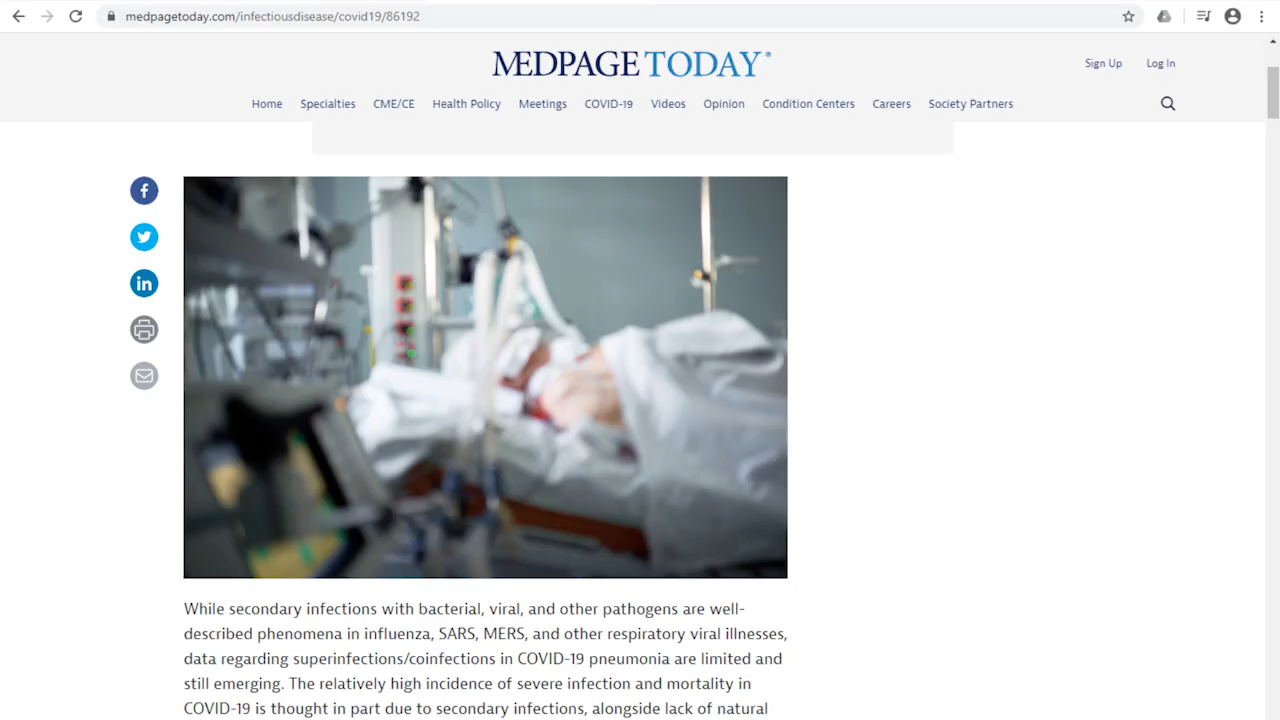 medpagetoday.com/infectiousdisease/covid19/86192
MEDPAGE TODAY®
Sign Up Log In
Home Specialties CME/CE Health Policy Meetings COVID-19 Videos Opinion Condition Centers Careers Society Partners
f
in
While secondary infections with bacterial, viral, and other pathogens are well-
described phenomena in influenza, SARS, MERS, and other respiratory viral illnesses,
data regarding superinfections/coinfections in COVID-19 pneumonia are limited and
still emerging. The relatively high incidence of severe infection and mortality in
COVID-19 is thought in part due to secondary infections, alongside lack of natural